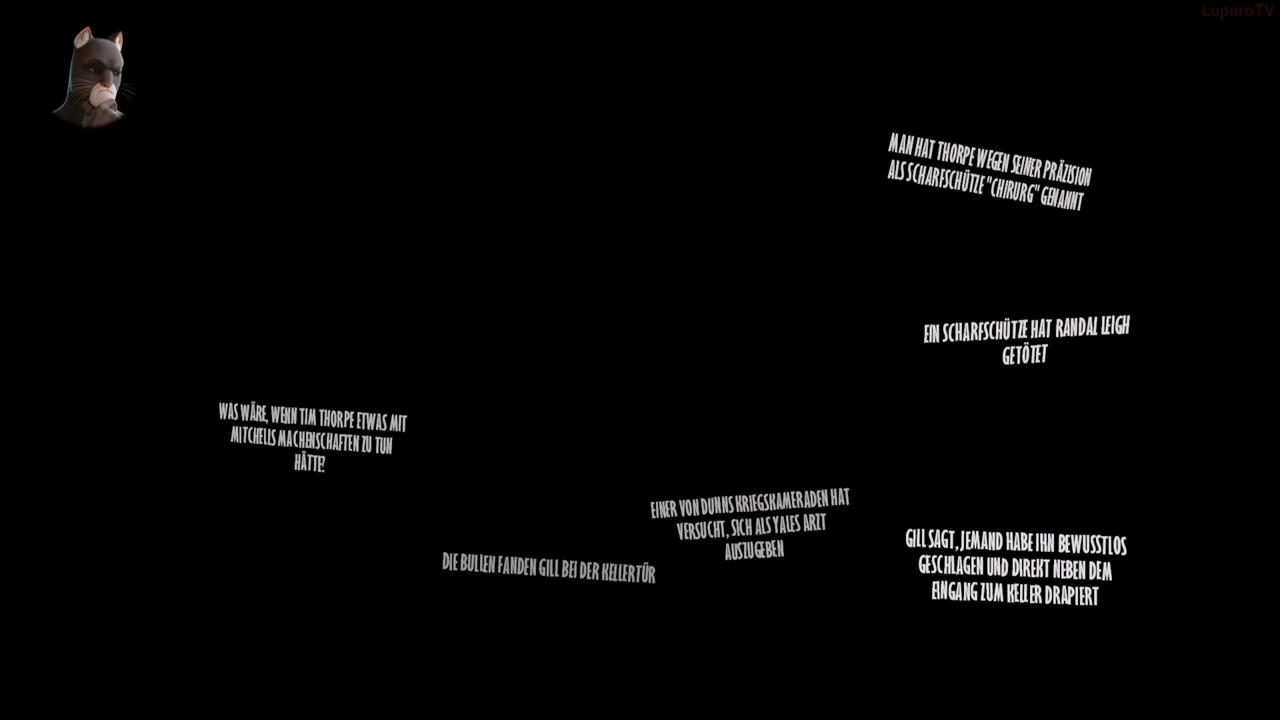 LuparoTV
MAN HAT THORPE WEGEN SEINER PRÄZISION
ALS SCHARFSCHÜTZE "CHIRURG" GENANNT
EIN SCHARFSCHÜTZE HAT RANDAL LEIGH
GETÖTET
WAS WÄRE, WENN TIM THORPE ETWAS MIT
MITCHELLS MACHENSCHAFTEN ZU TUN
HÄTTE?
EINER VON DUNNS KRIEGSKAMERADEN HAT
VERSUCHT, SICH ALS YALES ARZT
AUSZUGEBEN
DIE BULLEN FANDEN GILL BEI DER KELLERTÜR
GILL SAGT, JEMAND HABE IHN BEWUSSTLOS
GESCHLAGEN UND DIREKT NEBEN DEM
EINGANG ZUM KELLER DRAPIERT